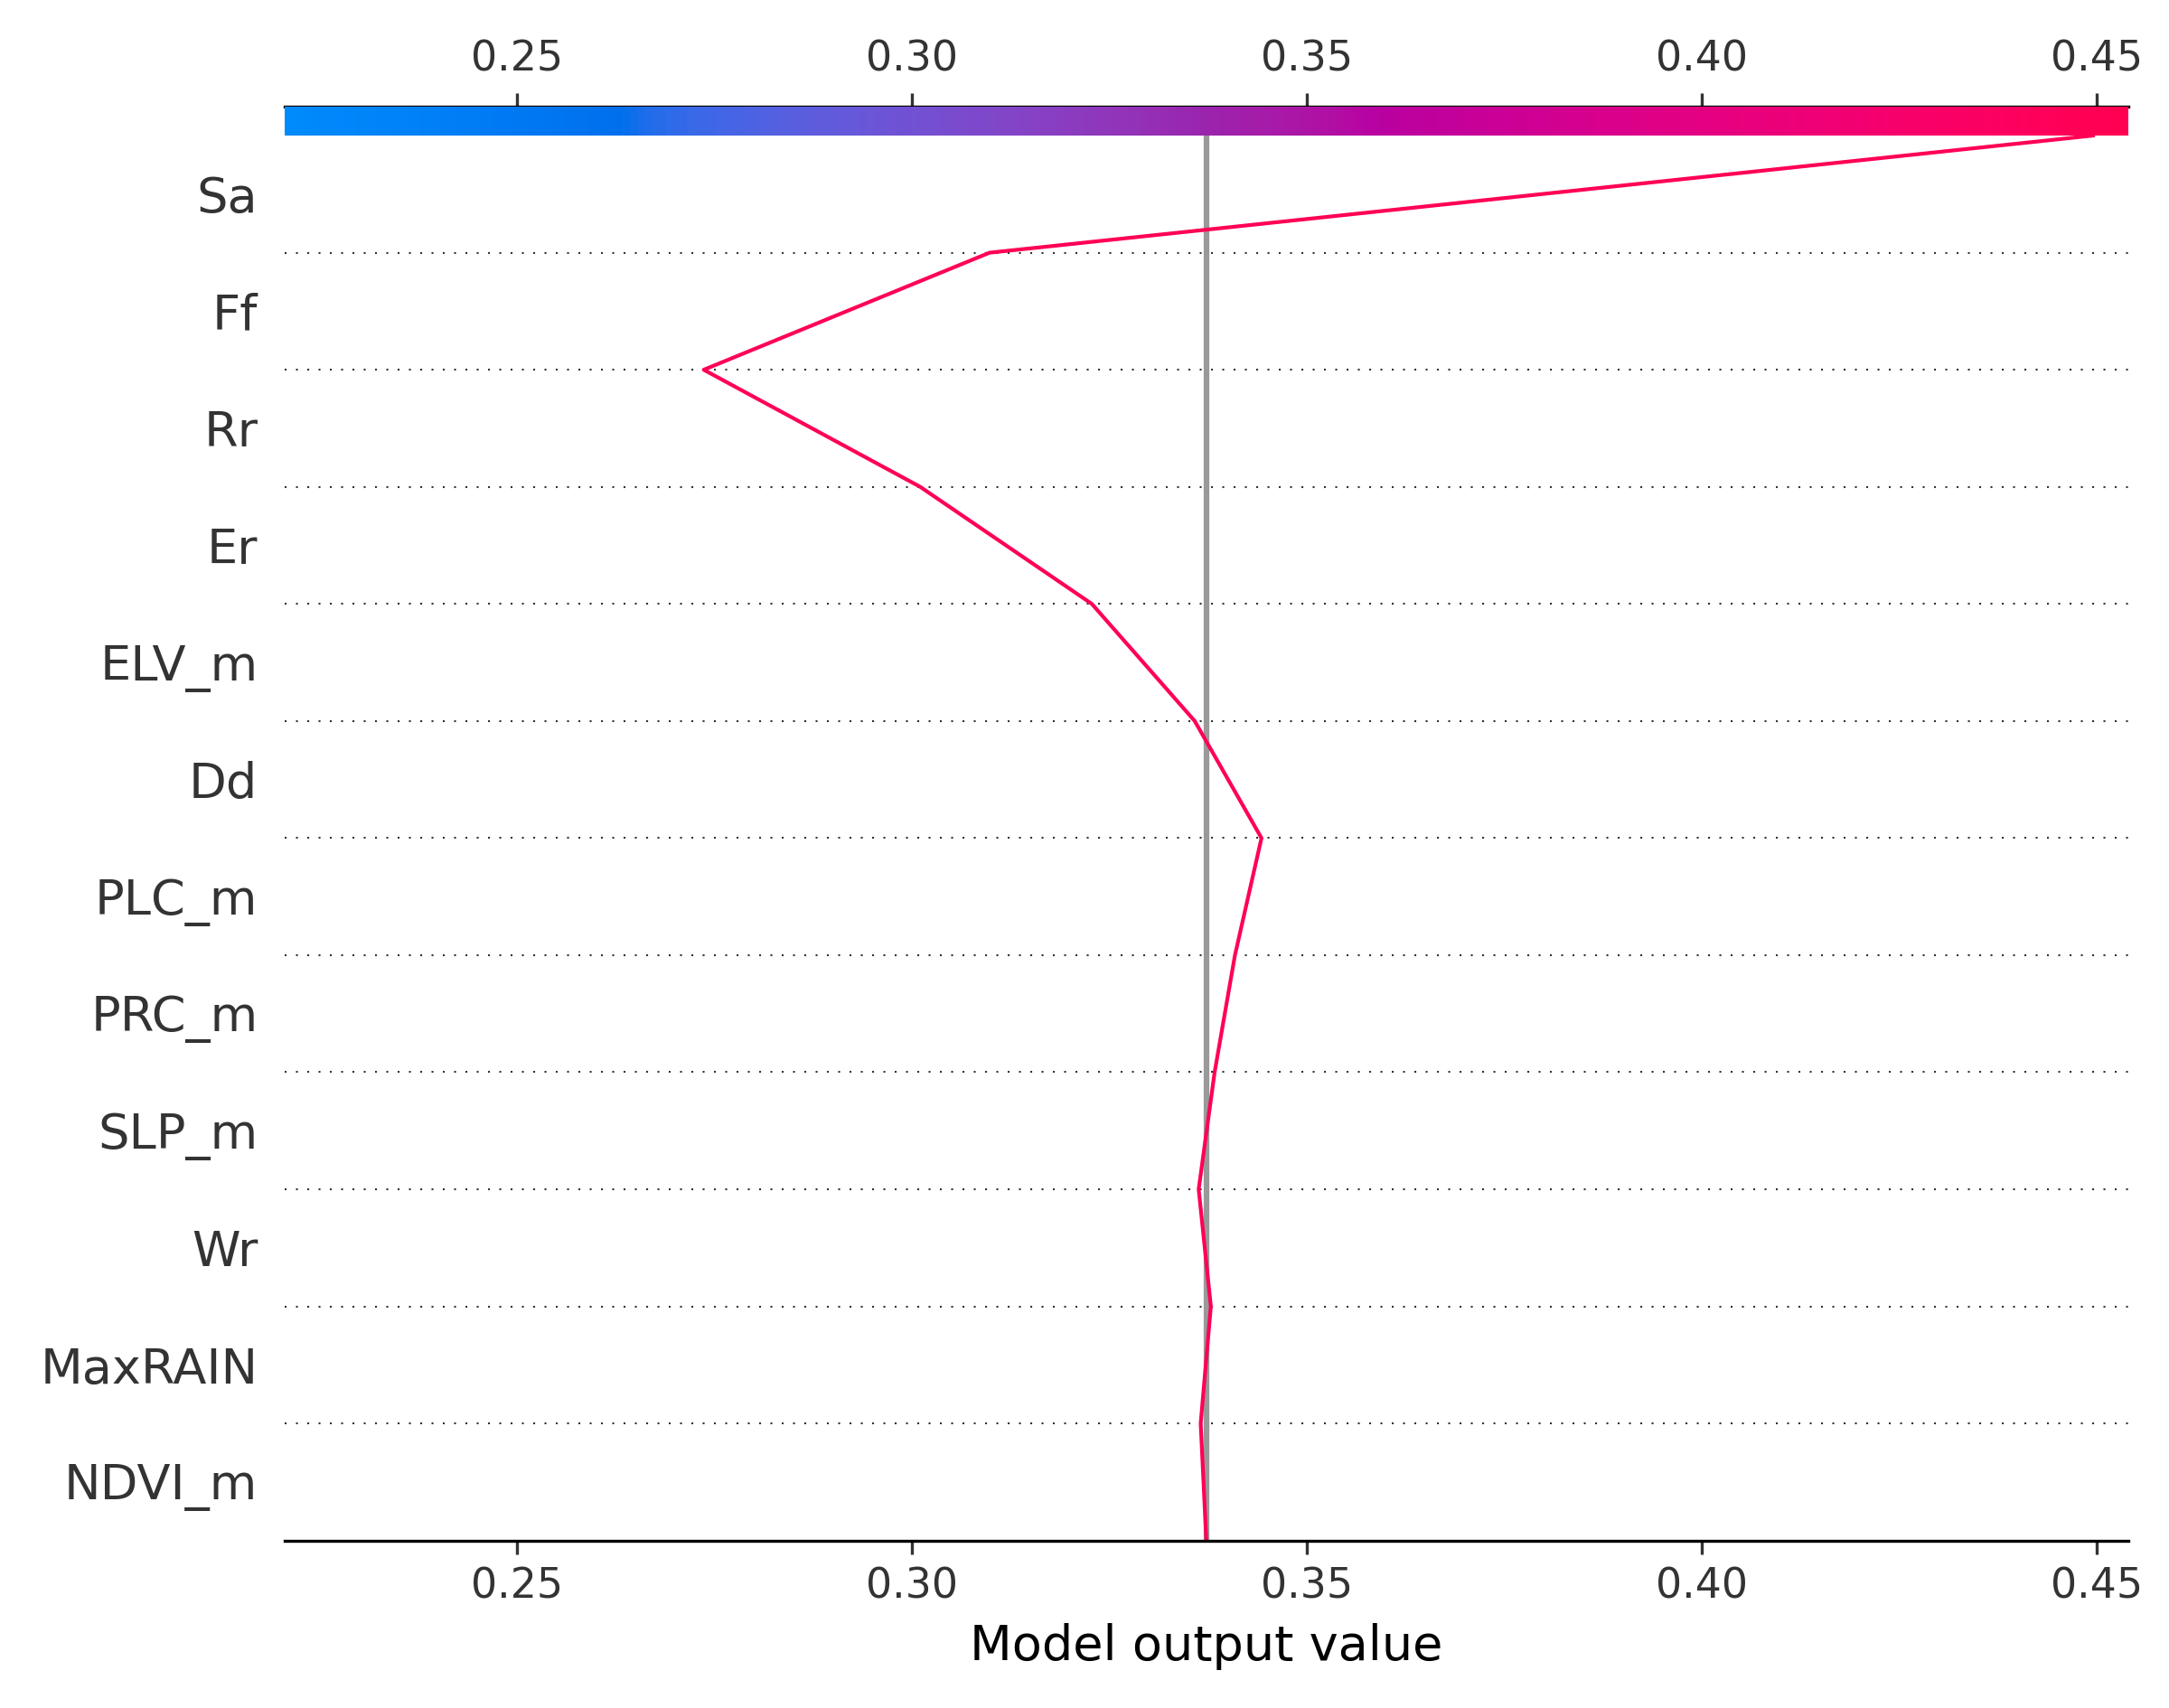 0.25 0.30 0.35 0.40 0.45
Sa
Ff
Rr
Er
ELV_m
Dd
PLC_m
PRC_m
SLP_m
Wr
MaxRAIN
NDVI_m
0.25 0.30 0.35 0.40 0.45
Model output value